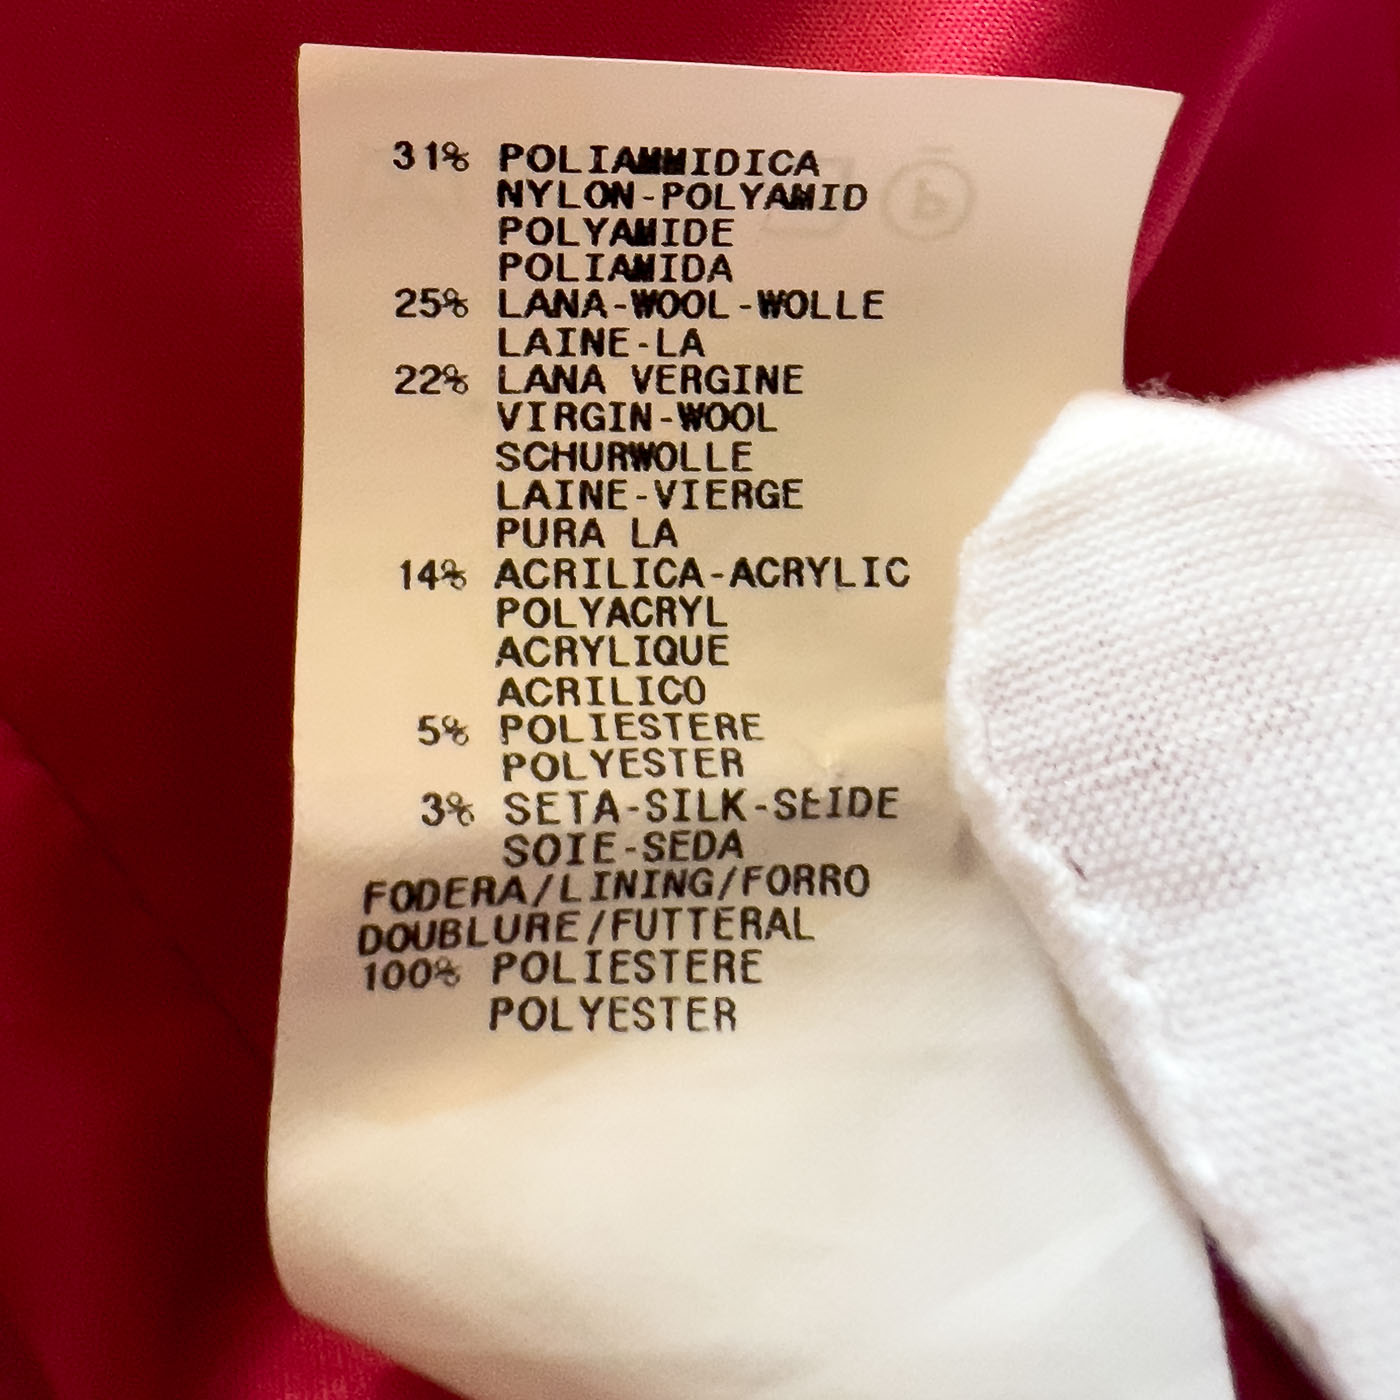 31% POLIAMMIDICA
NYLON-POLYAMID
POLYAMIDE
POLIAMIDA
25% LANA-WOOL-WOLLE
LAINE-LA
22% LANA VERGINE
VIRGIN-WOOL
SCHURWOLLE
LAINE-VIERGE
PURA LA
14% ACRILICA-ACRYLIC
POLYACRYL
ACRYLIQUE
ACRILICO
5% POLIESTERE
POLYESTER
3% SETA-SILK-SEIDE
SOIE-SEDA
FODERA/LINING/FORRO
DOUBLURE/FUTTERAL
100% POLIESTERE
POLYESTER